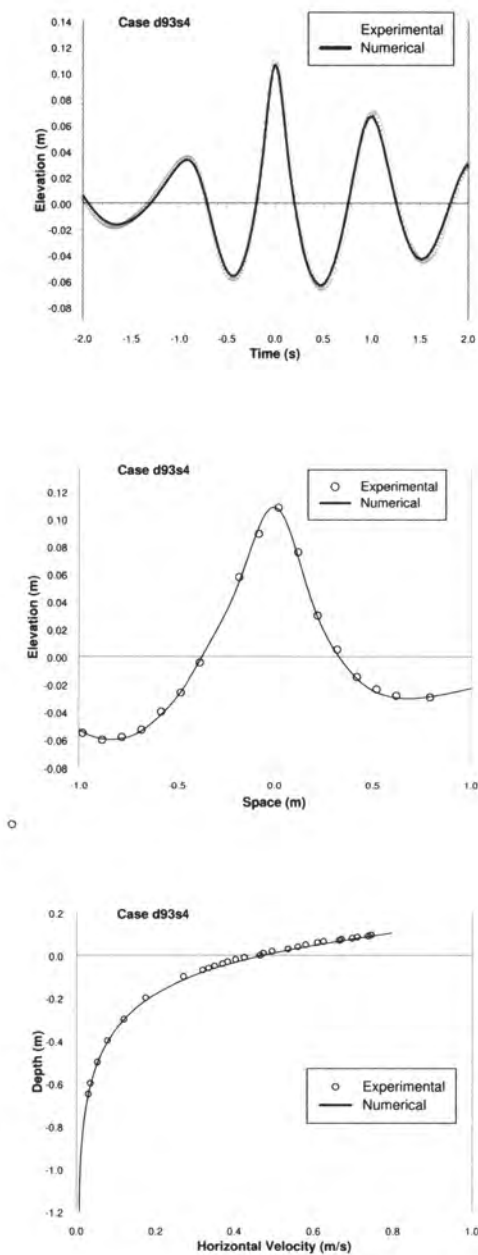 Case d93s4
Experimental
Numerical
Elevation (m)
0.14
0.12
0.10
0.08
0.06
0.04
0.02
0.00
-0.02
-0.04
-0.06
-0.08
-2.0 -1.5 -1.0 -0.5 0.0 0.5 1.0 1.5 2.0
Time (s)
Case d93s4
Experimental
Numerical
Elevation (m)
0.12
0.10
0.08
0.06
0.04
0.02
0.00
-0.02
-0.04
-0.06
-0.08
-1.0 -0.5 0.0 0.5 1.0
Space (m)
Case d93s4
Experimental
Numerical
Depth (m)
0.2
0.0
-0.2
-0.4
-0.6
-0.8
-1.0
-1.2
0.0 0.2 0.4 0.6 0.8 1.0
Horizontal Velocity (m/s)